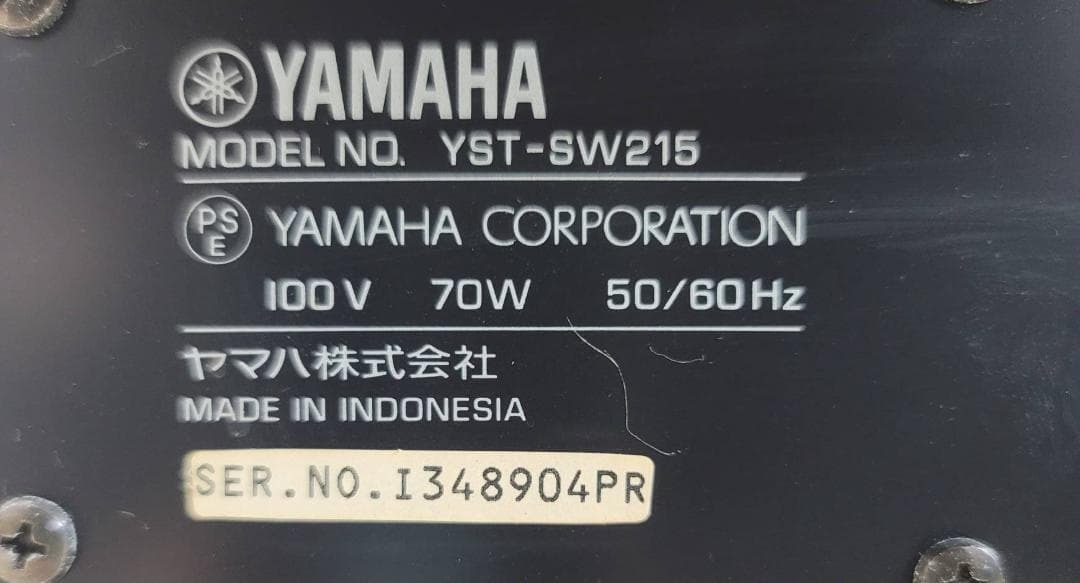 YAMAHA
MODEL NO. YST-SW215
PSE YAMAHA CORPORATION
100V 70W 50/60Hz
ヤマハ株式会社
MADE IN INDONESIA
SER.NO.I348904PR